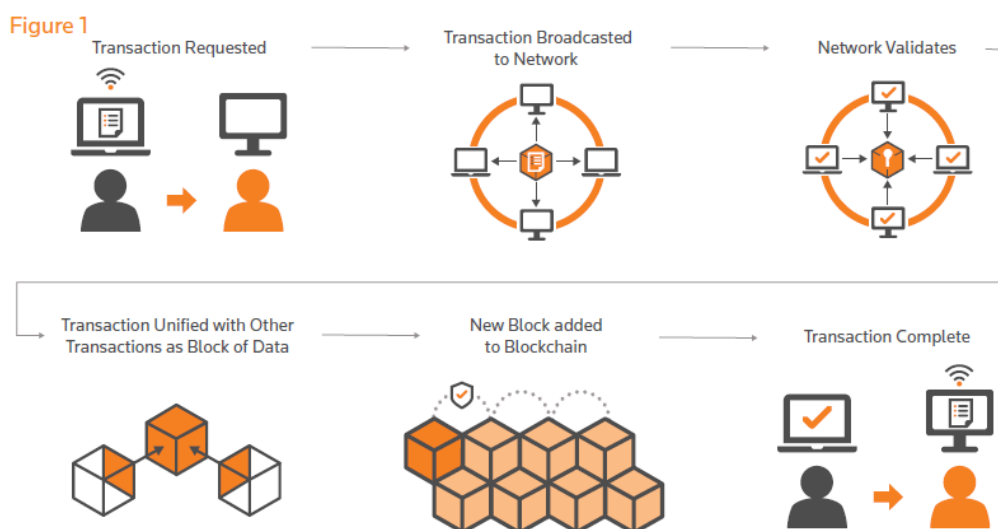 Figure 1
Transaction Requested
Transaction Broadcasted
to Network
Network Validates
Transaction Unified with Other
Transactions as Block of Data
New Block added
to Blockchain
Transaction Complete